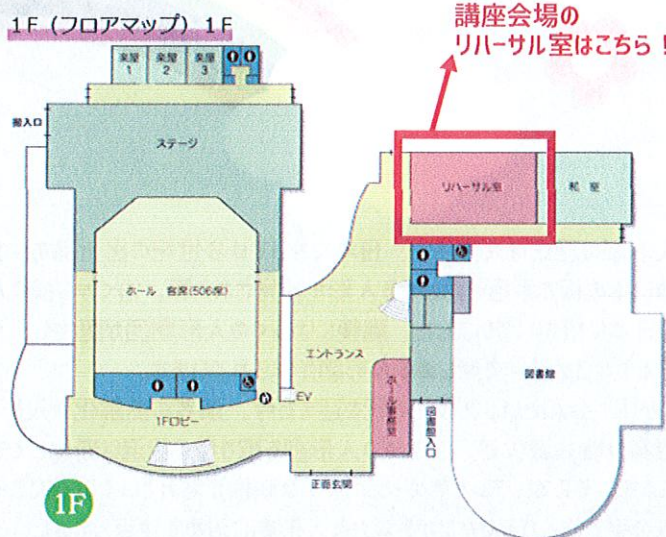 1F（フロアマップ）1F
講座会場の
リハーサル室はこちら！
楽屋
1
楽屋
2
楽屋
3
搬入口
ステージ
リハーサル室
和室
ホール 客席(506席)
エントランス
図書館
EV
ホール事務室
1Fロビー
図書館入口
正面玄関
1F